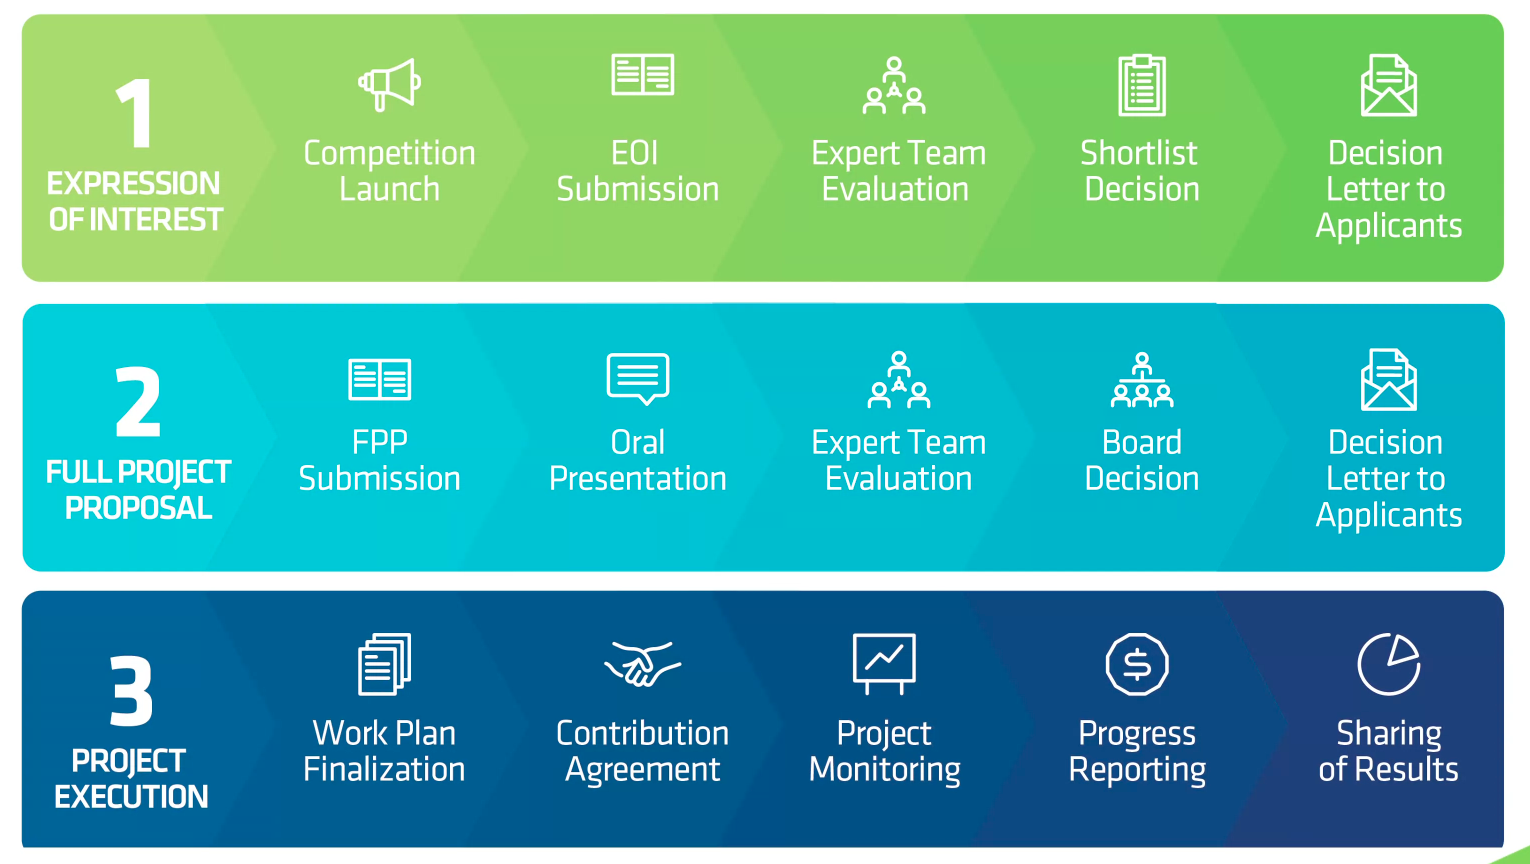 1
EXPRESSION
OF INTEREST
Competition
Launch
EOI
Submission
Expert Team
Evaluation
Shortlist
Decision
Decision
Letter to
Applicants
2
FULL PROJECT
PROPOSAL
FPP
Submission
Oral
Presentation
Expert Team
Evaluation
Board
Decision
Decision
Letter to
Applicants
3
PROJECT
EXECUTION
Work Plan
Finalization
Contribution
Agreement
Project
Monitoring
$
Progress
Reporting
Sharing
of Results